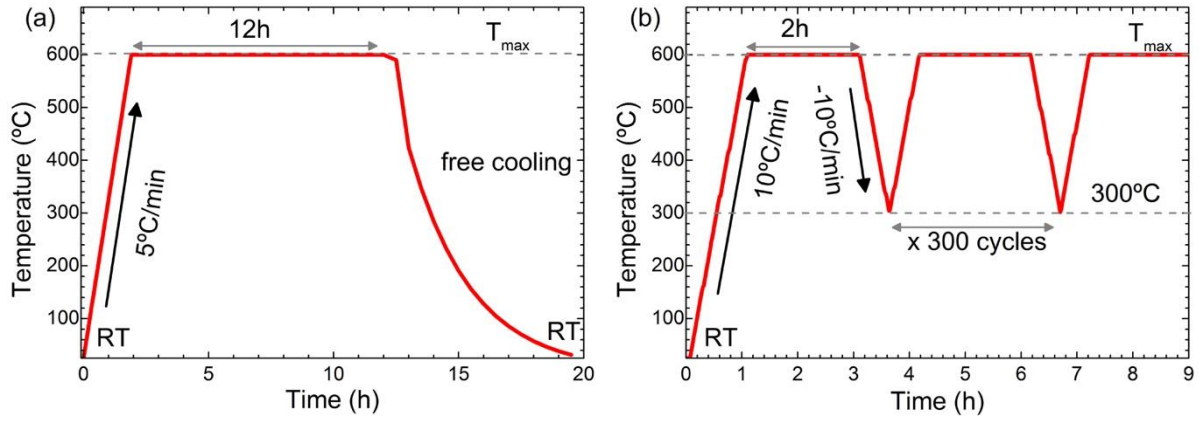 (a)
12h
T_max
600
500
400
300
200
100
5ºC/min
free cooling
RT
RT
0
5
10
15
20
Time (h)
Temperature (ºC)
(b)
2h
T_max
600
500
400
300
200
100
10ºC/min
-10ºC/min
300ºC
x 300 cycles
RT
0
1
2
3
4
5
6
7
8
9
Time (h)
Temperature (ºC)